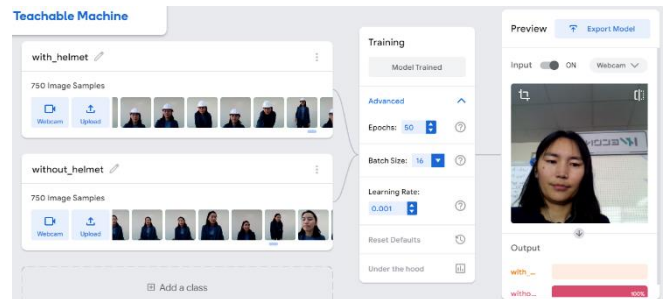 Teachable Machine
with_helmet
750 Image Samples
Webcam
Upload
without_helmet
750 Image Samples
Webcam
Upload
Add a class
Training
Model Trained
Advanced
Epochs: 50
Batch Size: 16
Learning Rate:
0.001
Reset Defaults
Under the hood
Preview
Export Model
Input
ON
Webcam
Output
with_...
witho...
100%